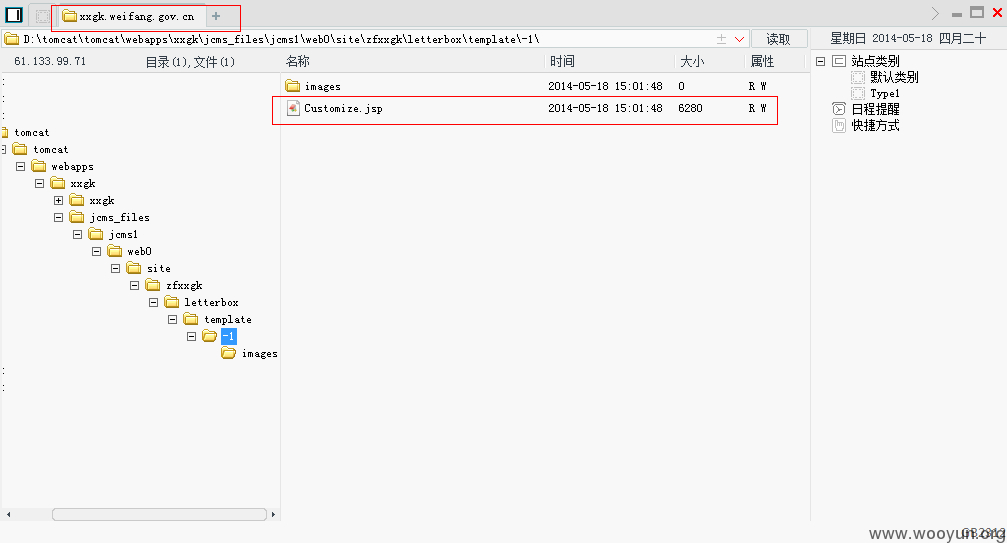 xxgk.weifang.gov.cn
D:\tomcat\tomcat\webapps\xxgk\jcms_files\jcms1\web0\site\zfxxgk\letterbox\template\-1\
读取
星期日 2014-05-18 四月二十
61.133.99.71
目录(1),文件(1)
名称
时间
大小
属性
images 2014-05-18 15:01:48 0 R W
Customize.jsp 2014-05-18 15:01:48 6280 R W
tomcat
tomcat
webapps
xxgk
xxgk
jcms_files
jcms1
web0
site
zfxxgk
letterbox
template
-1
images
站点类别
默认类别
Type1
日程提醒
快捷方式
GB2312
www.wooyun.org